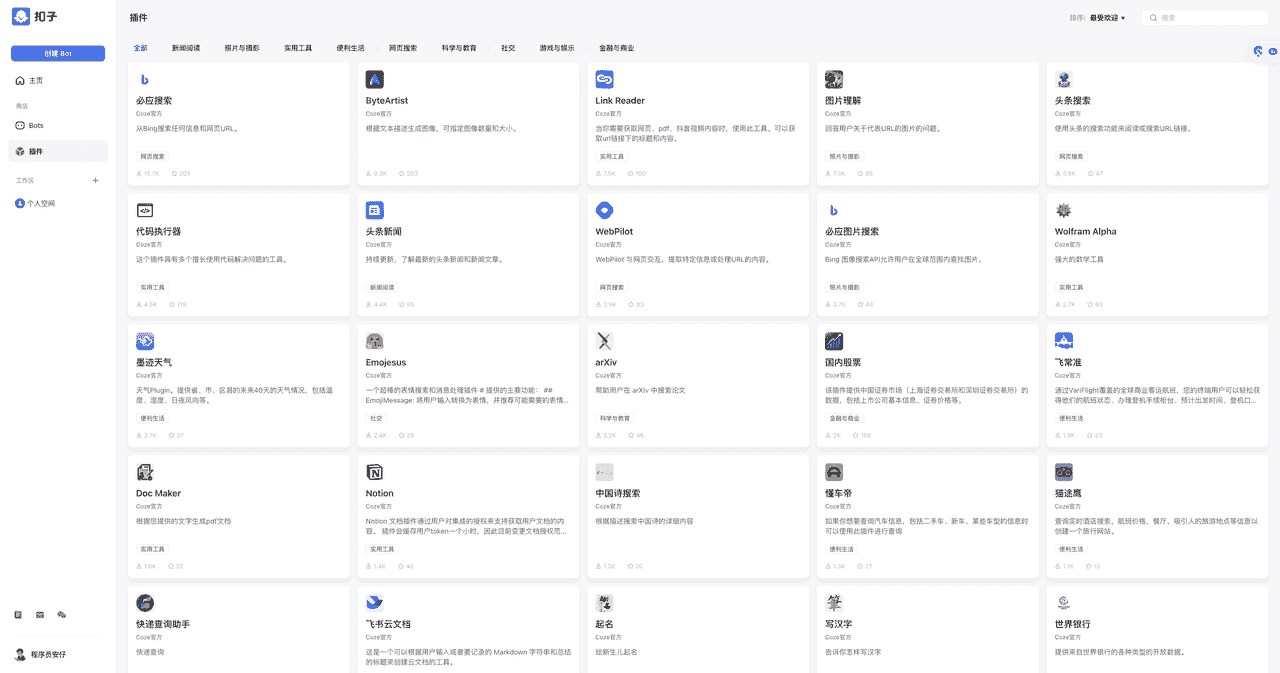 扣子
创建 Bot
主页
商店
Bots
插件
工作区
个人空间
程序员安仔
插件
排序: 最受欢迎
搜索
全部 新闻阅读 照片与摄影 实用工具 便利生活 网页搜索 科学与教育 社交 游戏与娱乐 金融与商业
必应搜索
Coze官方
从Bing搜索任何信息和网页URL。
网页搜索
15.7K 203
ByteArtist
Coze官方
根据文本描述生成图像，可指定图像数量和大小。
9.3K 203
Link Reader
Coze官方
当你需要获取网页、pdf、抖音视频内容时，使用此工具。可以获
取url链接下的标题和内容。
实用工具
7.5K 100
图片理解
Coze官方
回答用户关于代表URL的图片的问题。
照片与摄影
7.3K 86
头条搜索
Coze官方
使用头条的搜索功能来阅读或搜索URL链接。
网页搜索
5.9K 47
代码执行器
Coze官方
这个插件具有多个擅长使用代码解决问题的工具。
实用工具
4.5K 119
头条新闻
Coze官方
持续更新，了解最新的头条新闻和新闻文章。
新闻阅读
4.4K 65
WebPilot
Coze官方
WebPilot 与网页交互，提取特定信息或处理URL的内容。
网页搜索
3.9K 83
必应图片搜索
Coze官方
Bing 图像搜索API允许用户在全球范围内查找图片。
照片与摄影
3.7K 44
Wolfram Alpha
Coze官方
强大的数学工具
实用工具
2.7K 60
墨迹天气
Coze官方
天气Plugin。提供省、市、区县的未来40天的天气情况，包括温
度、湿度、日夜风向等。
便利生活
2.7K 37
Emojesus
Coze官方
一个超棒的表情搜索和消息处理插件 # 提供的主要功能： ##
EmojiMessage: 将用户输入转换为表情，并推荐可能需要的表情...
社交
2.4K 29
arXiv
Coze官方
帮助用户在 arXiv 中搜索论文
科学与教育
2.2K 46
国内股票
Coze官方
该插件提供中国证券市场（上海证券交易所和深圳证券交易所）的
数据，包括上市公司基本信息、证券价格等。
金融与商业
2K 106
飞常准
Coze官方
通过VariFlight覆盖的全球商业客运航班，您的终端用户可以轻松获
得他们的航班状态、办理登机手续柜台、预计出发时间、登机口...
便利生活
1.9K 23
Doc Maker
Coze官方
根据您提供的文字生成pdf文档
实用工具
1.6K 22
Notion
Coze官方
Notion 文档插件通过用户对集成的授权来支持获取用户文档的内
容， 插件会缓存用户token一个小时，因此目前变更文档授权范...
实用工具
1.4K 40
中国诗搜索
Coze官方
根据描述搜索中国诗的详细内容
1.3K 20
懂车帝
Coze官方
如果你想要查询汽车信息，包括二手车、新车、某些车型的信息时
可以使用此插件进行查询
便利生活
1.3K 27
猫途鹰
Coze官方
查询实时酒店搜索，航班价格，餐厅，吸引人的旅游地点等信息以
创建一个旅行网站。
便利生活
1.1K 15
快递查询助手
Coze官方
快递查询
飞书云文档
Coze官方
这是一个可以根据用户输入或者要记录的 Markdown 字符串和总结
的标题来创建云文档的工具。
起名
Coze官方
给新生儿起名
写汉字
Coze官方
告诉你怎样写汉字
世界银行
Coze官方
提供来自世界银行的各种类型的开放数据。